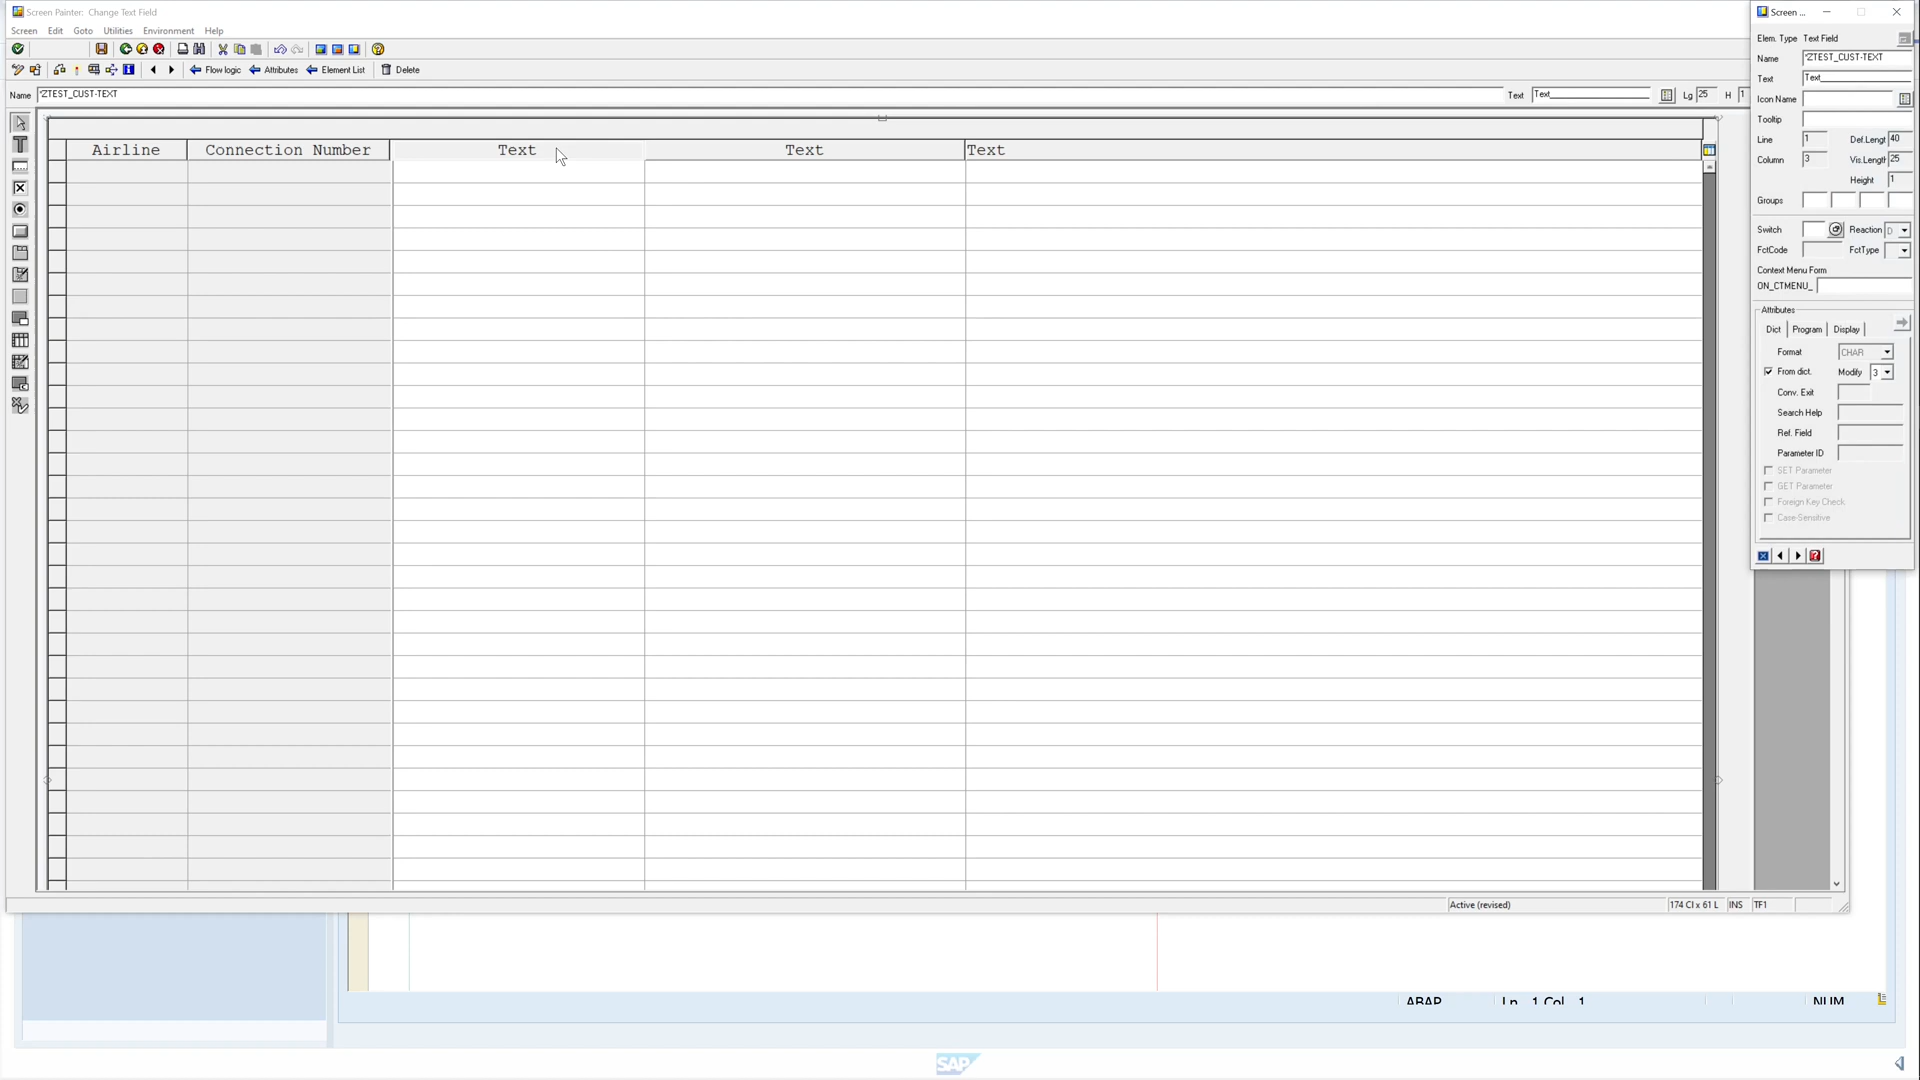 Screen Painter: Change Text Field
Screen Edit Goto Utilities Environment Help
Flow logic Attributes Element List Delete
Name *ZTEST_CUST-TEXT Text Text Lg 25 H 1
Airline Connection Number Text Text Text
Active (revised) 174 Cl x 61 L INS TF1
Screen ...
Elem. Type Text Field
Name *ZTEST_CUST-TEXT
Text Text
Icon Name
Tooltip
Line 1 Def.Lengt 40
Column 3 Vis.Lengtl 25
Height 1
Groups
Switch Reaction D
FctCode FctType
Context Menu Form
ON_CTMENU_
Attributes
Dict Program Display
Format CHAR
From dict. Modify 3
Conv. Exit
Search Help
Ref. Field
Parameter ID
SET Parameter
GET Parameter
Foreign Key Check
Case-Sensitive
ABAP Ln 1 Col 1 NUM
SAP